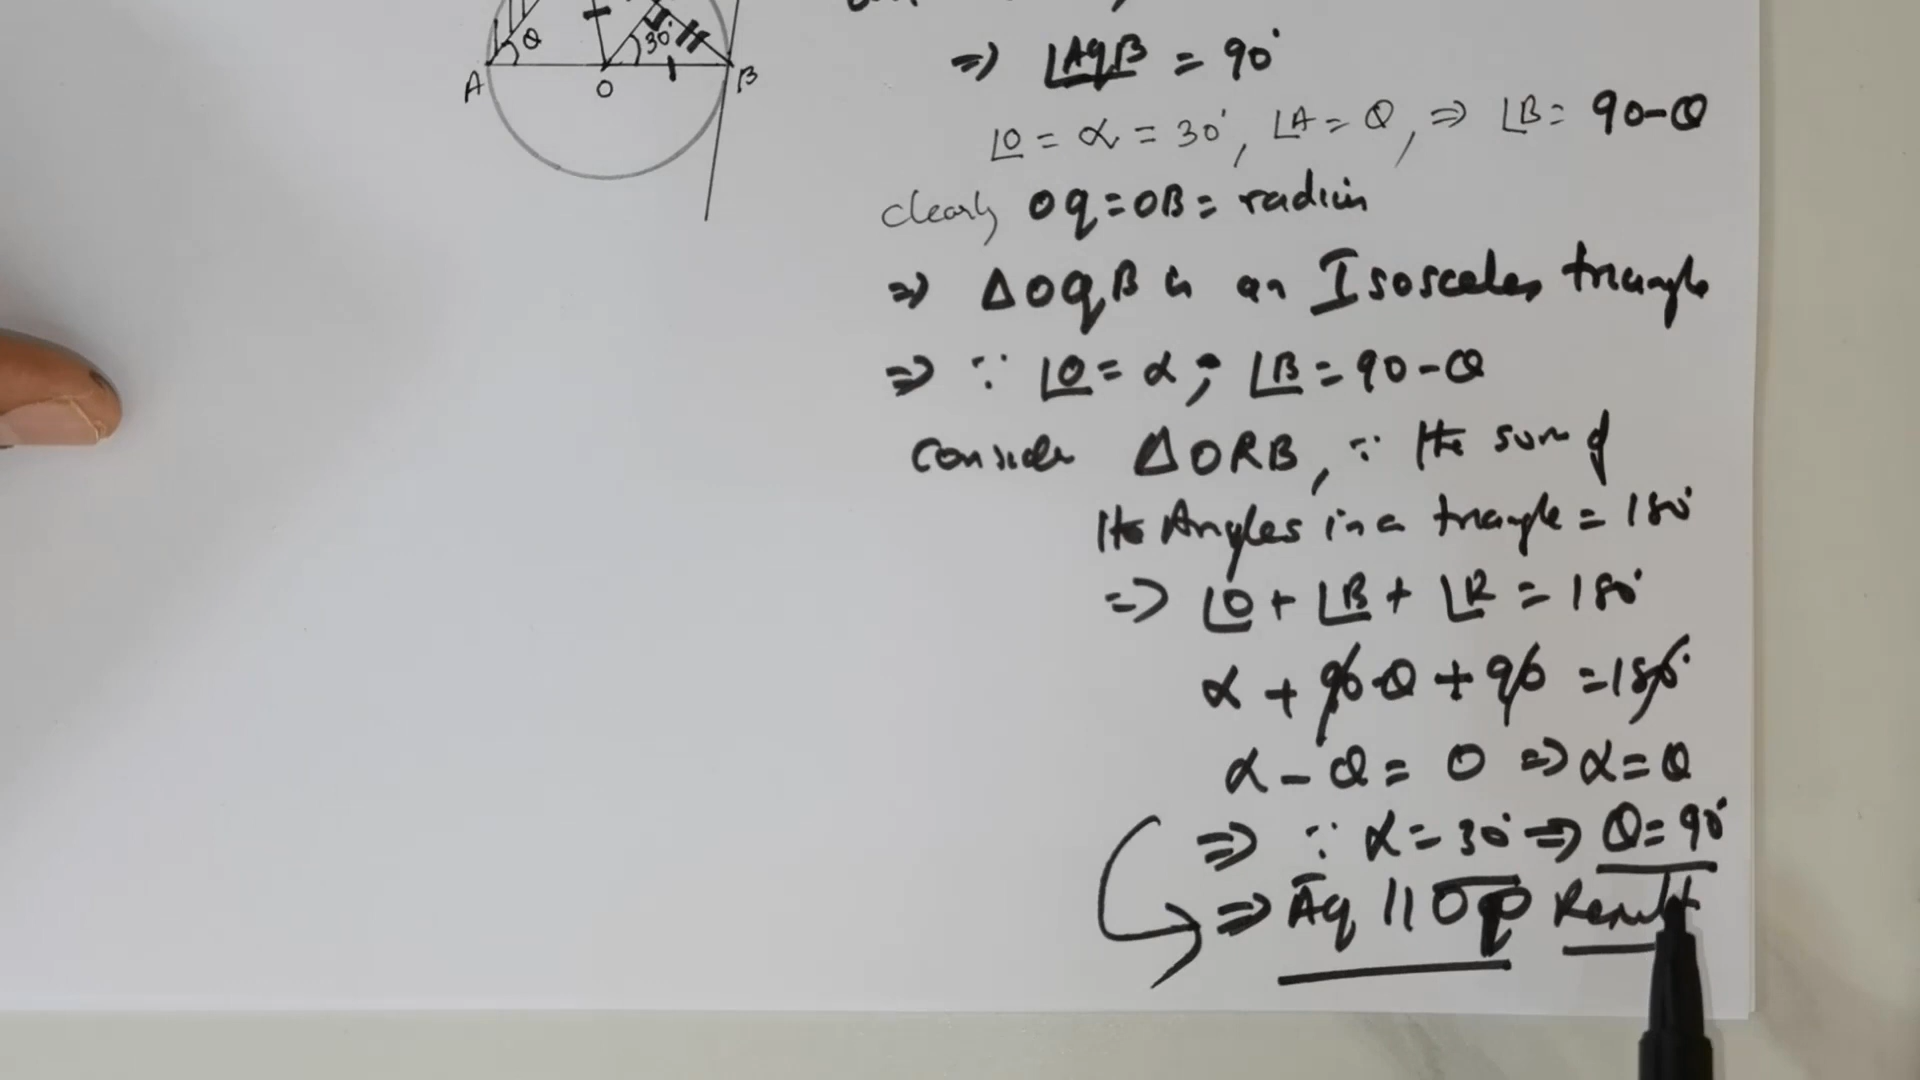 Q
30°
A
O
B
=> ∠AqB = 90°
∠O = α = 30°, ∠A = Q, => ∠B = 90-Q
clearly Oq = OB = radius
=> ΔOqB is an Isosceles triangle
=> ∵ ∠O = α; ∠B = 90-Q
Consider ΔORB, ∵ the sum of
the Angles in a triangle = 180°
=> ∠O + ∠B + ∠R = 180°
α + 90-Q + 90 = 180°
α - Q = 0 => α = Q
=> ∵ α = 30° => Q = 90°
=> Aq || Op Result